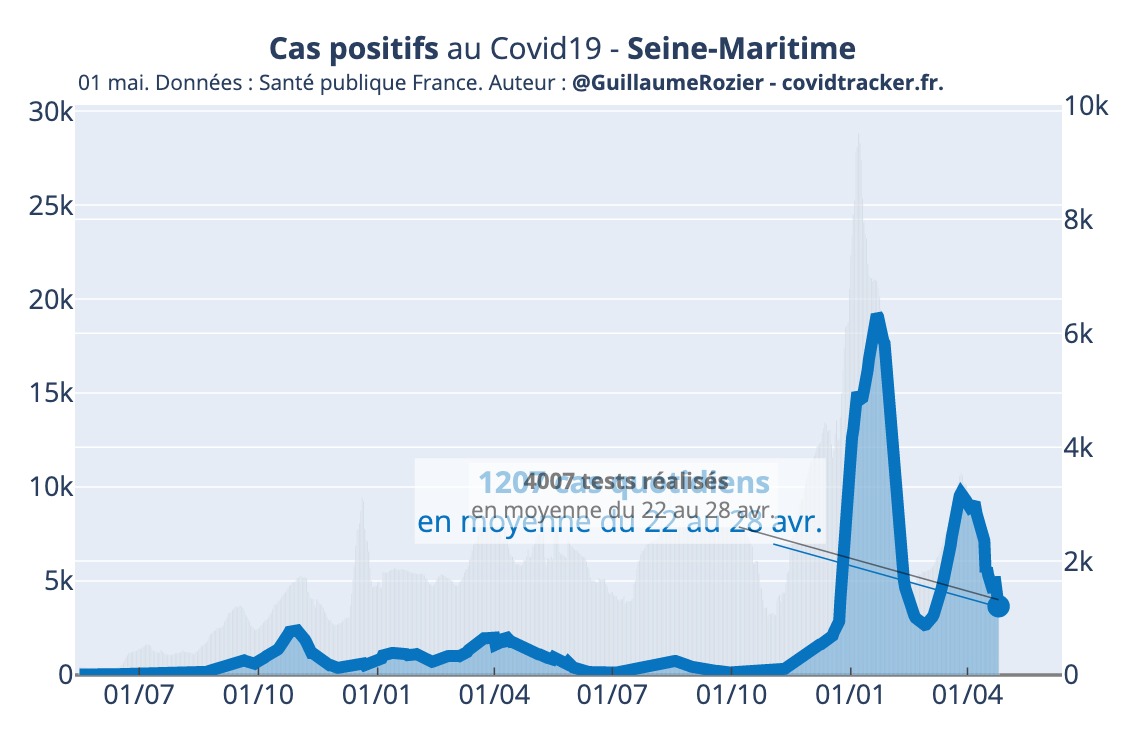 Cas positifs au Covid19 - Seine-Maritime
01 mai. Données : Santé publique France. Auteur : @GuillaumeRozier - covidtracker.fr.
30k
25k
20k
15k
10k
5k
0
10k
8k
6k
4k
2k
0
1207 cas quotidiens
en moyenne du 22 au 28 avr.
4007 tests réalisés
en moyenne du 22 au 28 avr.
01/07 01/10 01/01 01/04 01/07 01/10 01/01 01/04